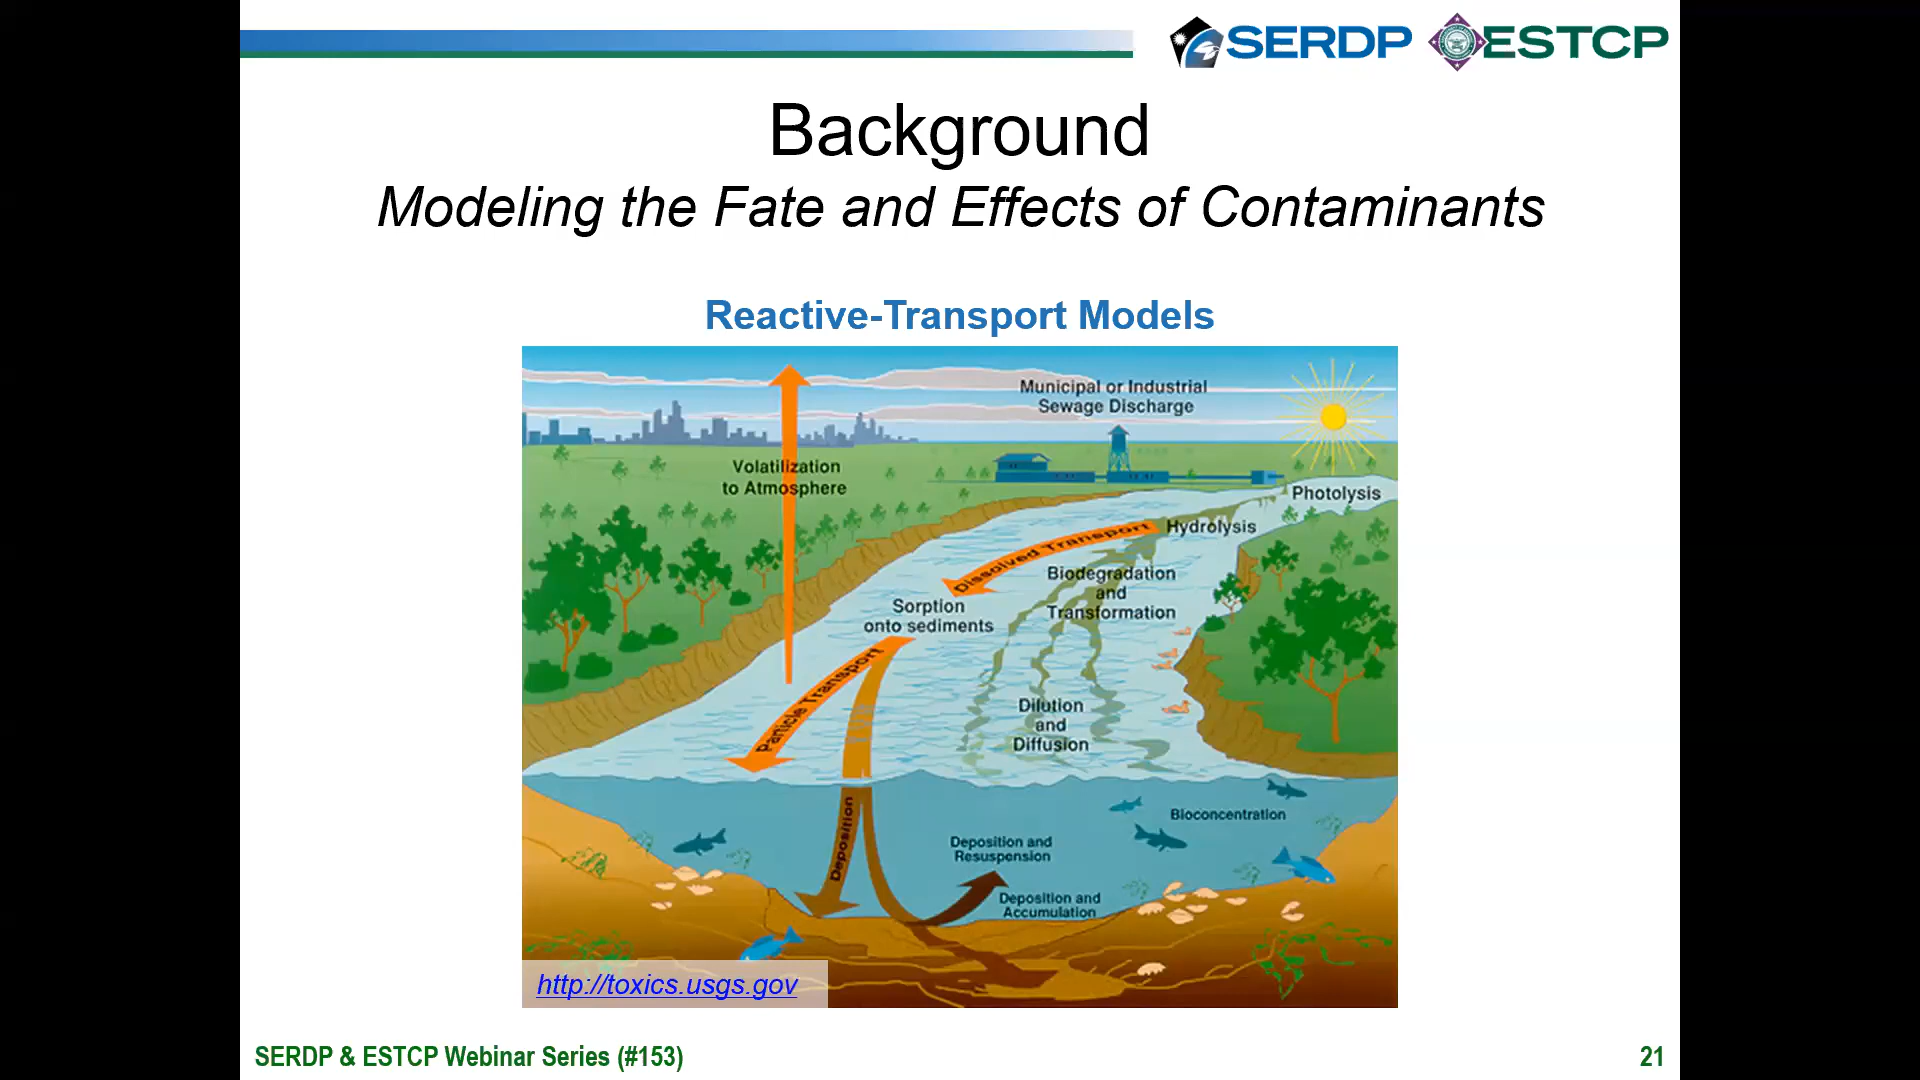 SERDP ESTCP
Background
Modeling the Fate and Effects of Contaminants
Reactive-Transport Models
Municipal or Industrial
Sewage Discharge
Volatilization
to Atmosphere
Photolysis
Hydrolysis
Dissolved Transport
Biodegradation
and
Transformation
Sorption
onto sediments
Particle Transport
Dilution
and
Diffusion
Deposition
Bioconcentration
Deposition and
Resuspension
Deposition and
Accumulation
http://toxics.usgs.gov
SERDP & ESTCP Webinar Series (#153)
21